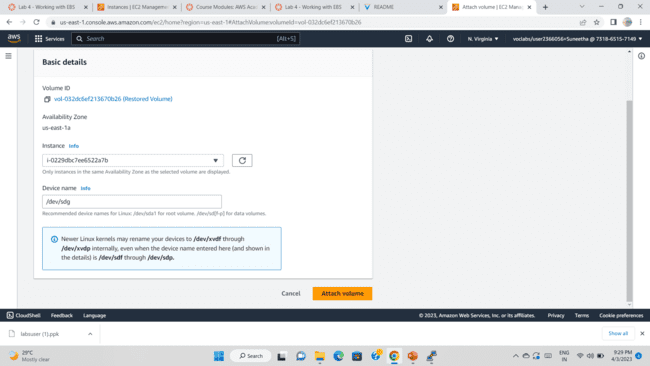 Lab 4 - Working with EBS
Instances | EC2 Management
Course Modules: AWS Aca
Lab 4 - Working with EBS
README
Attach volume | EC2 Mana
us-east-1.console.aws.amazon.com/ec2/home?region=us-east-1#AttachVolume:volumeId=vol-032dc6ef213670b26
aws
Services
Search
[Alt+S]
N. Virginia
voclabs/user2366056=Suneetha @ 7318-6515-7149
Basic details
Volume ID
vol-032dc6ef213670b26 (Restored Volume)
Availability Zone
us-east-1a
Instance Info
i-0229dbc7ee6522a7b
Only instances in the same Availability Zone as the selected volume are displayed.
Device name Info
/dev/sdg
Recommended device names for Linux: /dev/sda1 for root volume. /dev/sd[f-p] for data volumes.
Newer Linux kernels may rename your devices to /dev/xvdf through
/dev/xvdp internally, even when the device name entered here (and shown in
the details) is /dev/sdf through /dev/sdp.
Cancel
Attach volume
CloudShell
Feedback
Language
© 2023, Amazon Web Services, Inc. or its affiliates.
Privacy
Terms
Cookie preferences
labsuser (1).ppk
Show all
29°C
Mostly clear
Search
ENG
IN
9:29 PM
4/3/2023